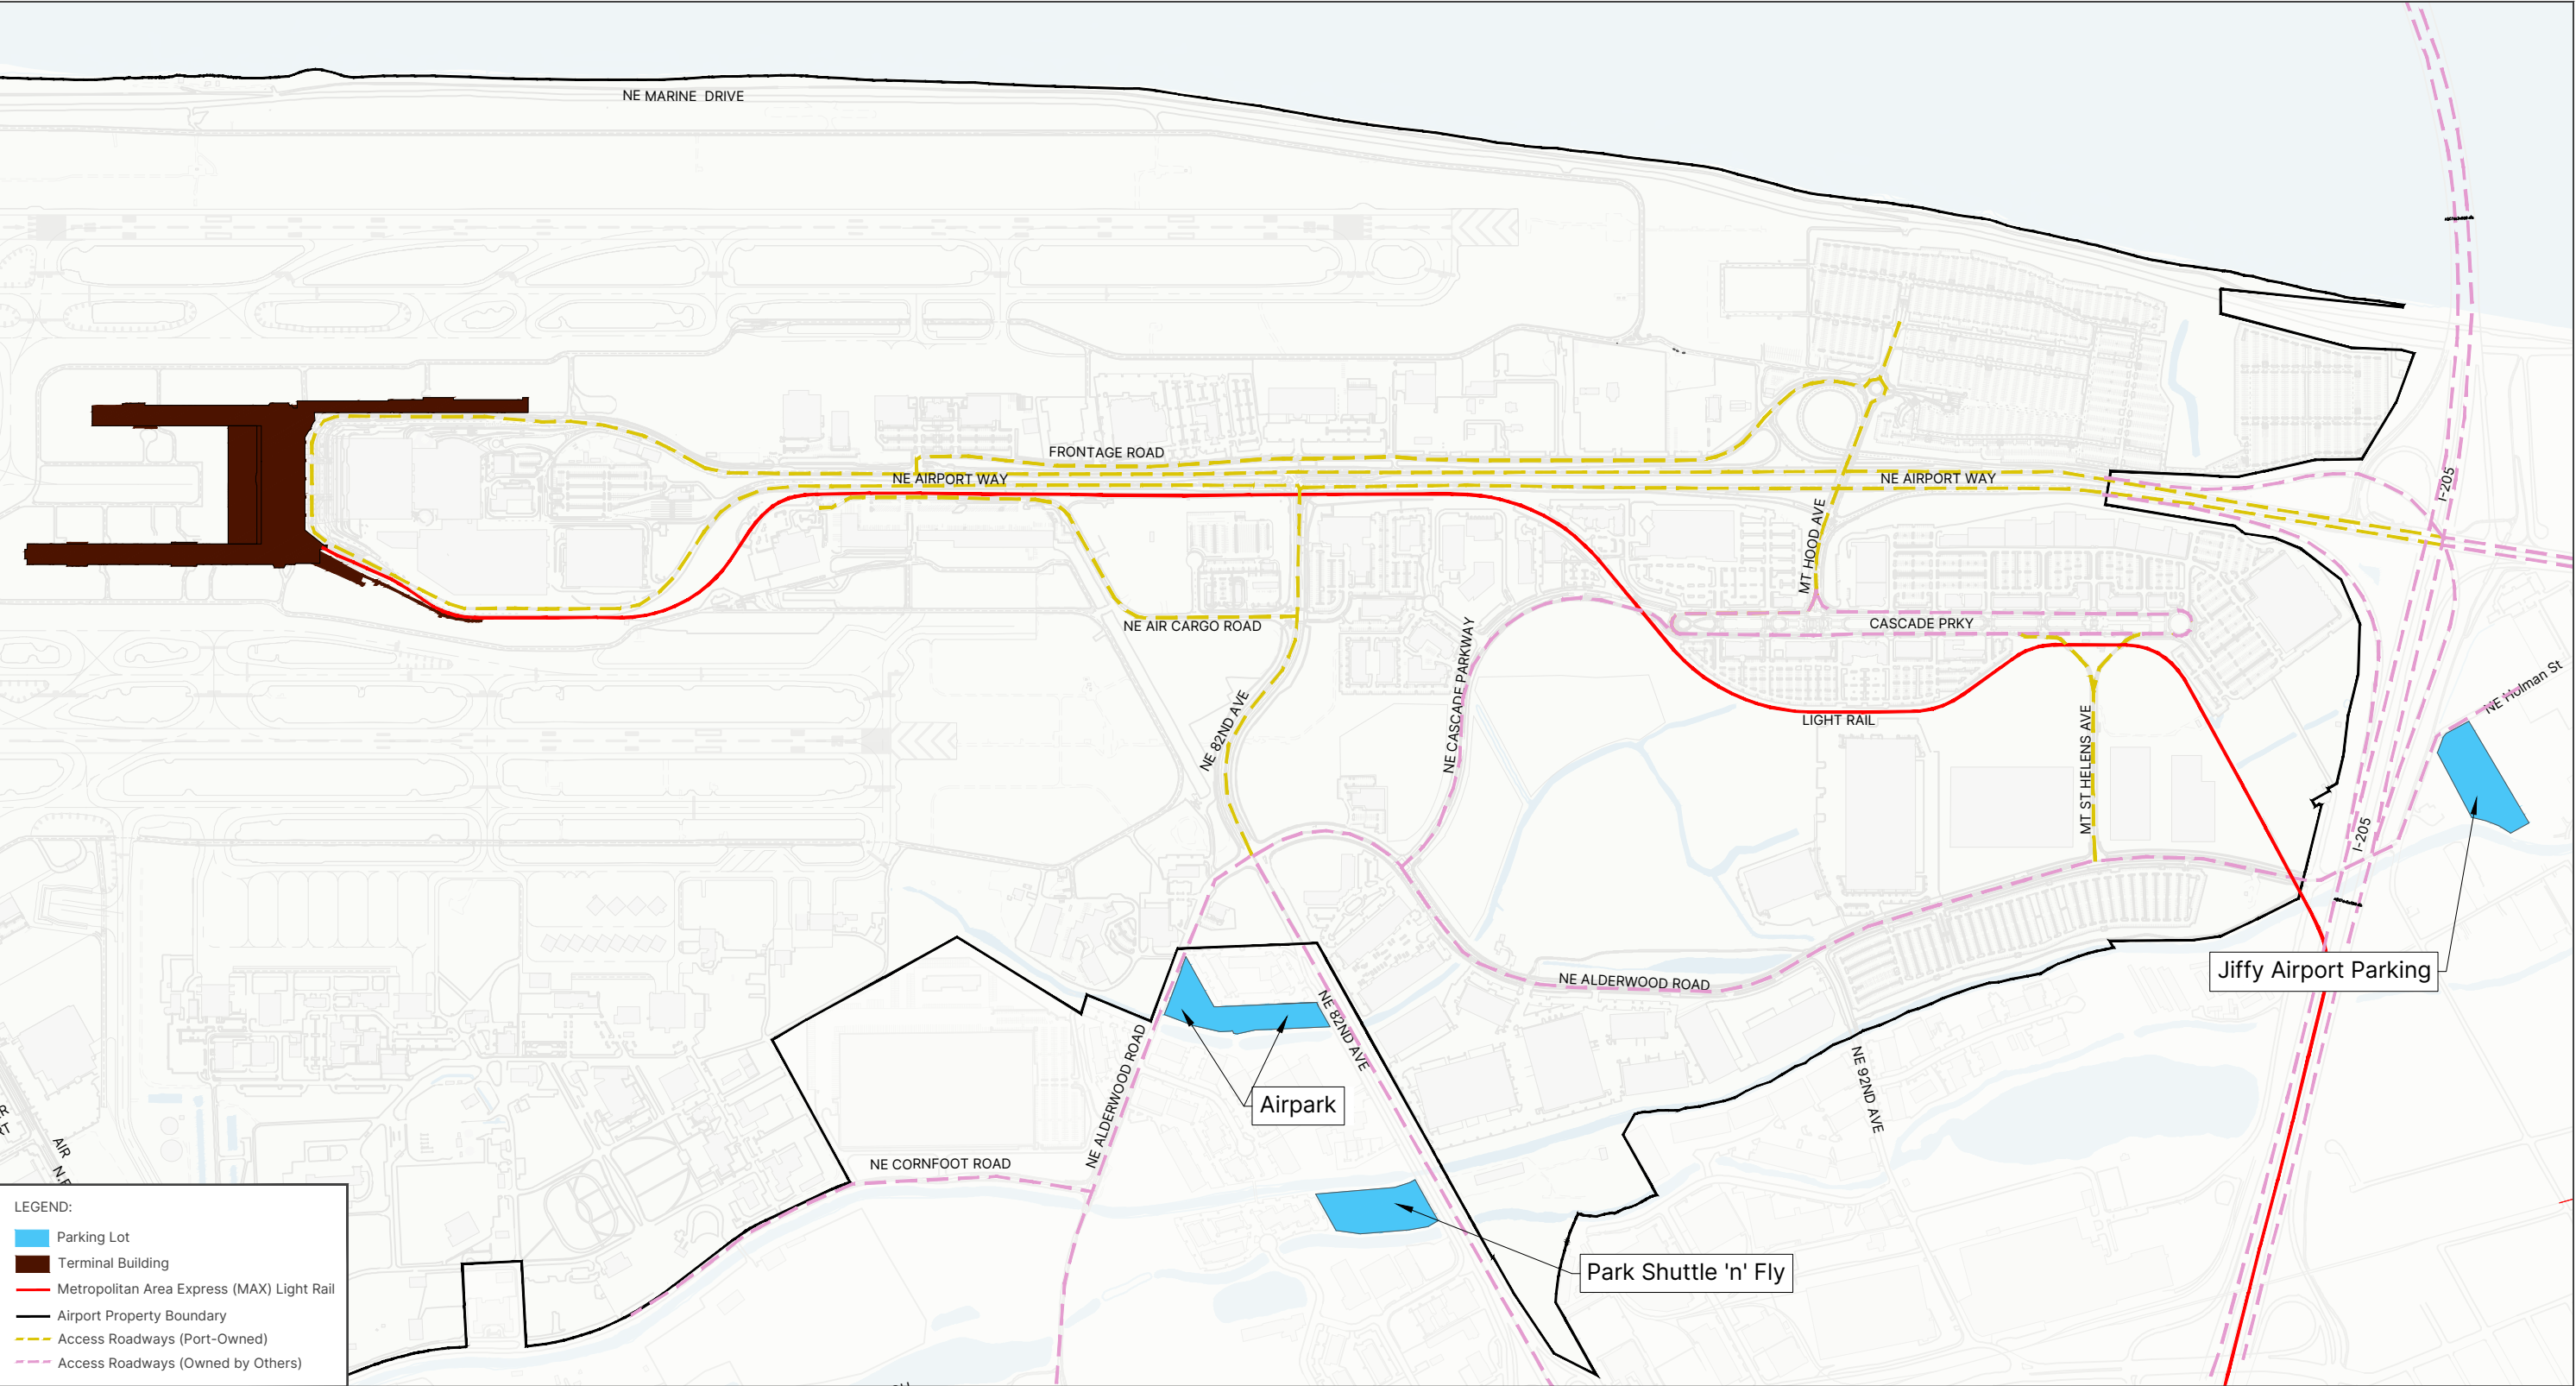 NE MARINE DRIVE
FRONTAGE ROAD
NE AIRPORT WAY
NE AIRPORT WAY
I-205
MT HOOD AVE
NE AIR CARGO ROAD
CASCADE PRKY
NE CASCADE PARKWAY
NE 82ND AVE
LIGHT RAIL
NE Holman St
MT ST HELENS AVE
I-205
Jiffy Airport Parking
NE ALDERWOOD ROAD
NE 82ND AVE
NE ALDERWOOD ROAD
Airpark
NE 92ND AVE
NE CORNFOOT ROAD
Park Shuttle 'n' Fly
AIR
LEGEND:
Parking Lot
Terminal Building
Metropolitan Area Express (MAX) Light Rail
Airport Property Boundary
Access Roadways (Port-Owned)
Access Roadways (Owned by Others)